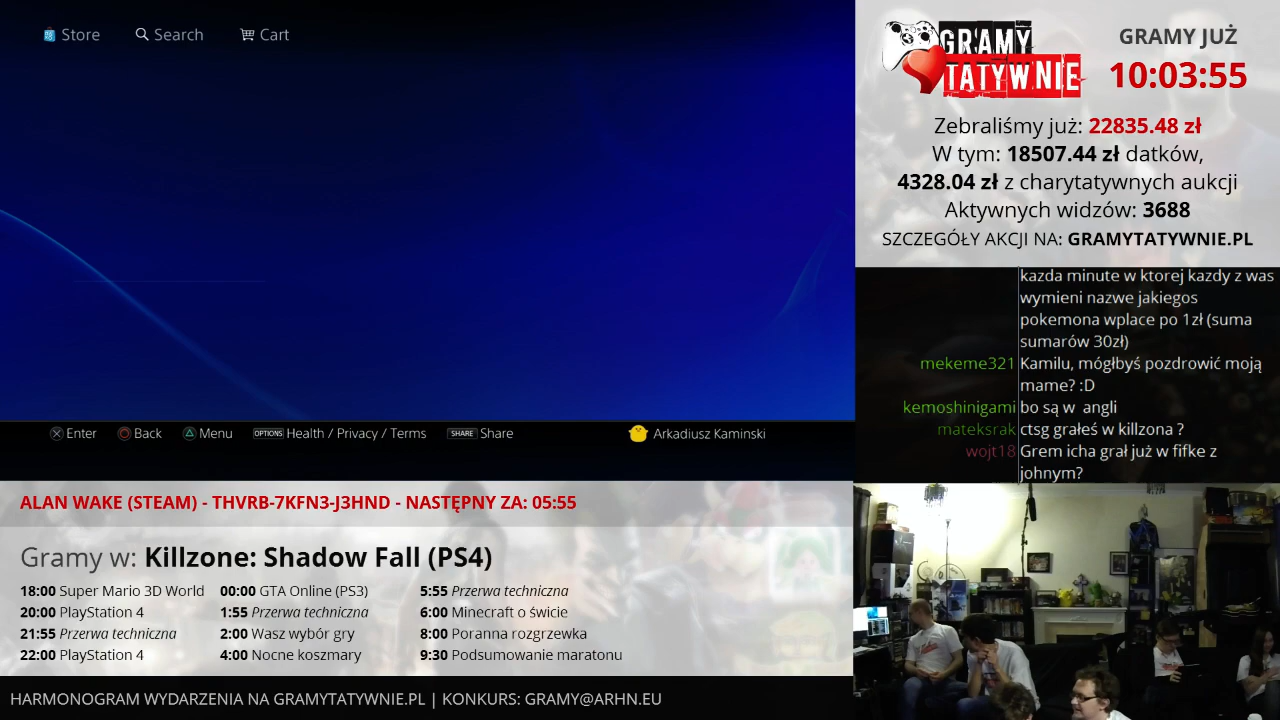 Store Search Cart
Enter Back Menu OPTIONS Health / Privacy / Terms SHARE Share Arkadiusz Kaminski
GRAMY
TATYWNIE
GRAMY JUŻ
10:03:55
Zebraliśmy już: 22835.48 zł
W tym: 18507.44 zł datków,
4328.04 zł z charytatywnych aukcji
Aktywnych widzów: 3688
SZCZEGÓŁY AKCJI NA: GRAMYTATYWNIE.PL
kazda minute w ktorej kazdy z was
wymieni nazwe jakiegos
pokemona wplace po 1zł (suma
sumarów 30zł)
mekeme321 Kamilu, mógłbyś pozdrowić moją
mame? :D
kemoshinigami bo są w angli
mateksrak ctsg grałeś w killzona ?
wojt18 Grem icha grał już w fifke z
johnym?
ALAN WAKE (STEAM) - THVRB-7KFN3-J3HND - NASTĘPNY ZA: 05:55
Gramy w: Killzone: Shadow Fall (PS4)
18:00 Super Mario 3D World 00:00 GTA Online (PS3) 5:55 Przerwa techniczna
20:00 PlayStation 4 1:55 Przerwa techniczna 6:00 Minecraft o świcie
21:55 Przerwa techniczna 2:00 Wasz wybór gry 8:00 Poranna rozgrzewka
22:00 PlayStation 4 4:00 Nocne koszmary 9:30 Podsumowanie maratonu
HARMONOGRAM WYDARZENIA NA GRAMYTATYWNIE.PL | KONKURS: GRAMY@ARHN.EU